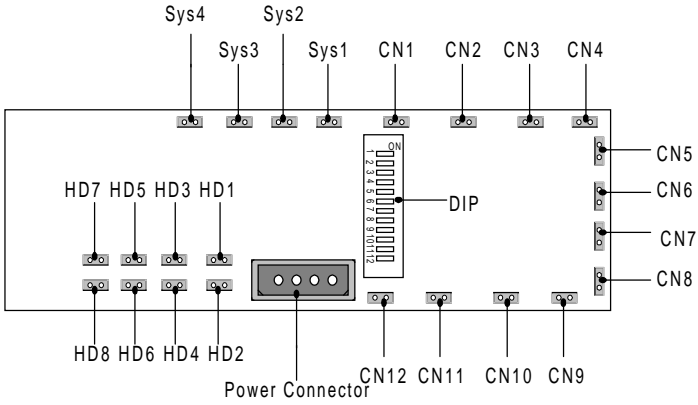 Sys4
Sys2
Sys3
Sys1
CN1
CN2
CN3
CN4
ON
1
2
3
4
5
6
7
8
9
10
11
12
CN5
CN6
DIP
CN7
CN8
HD7
HD5
HD3
HD1
HD8
HD6
HD4
HD2
CN12
CN11
CN10
CN9
Power Connector